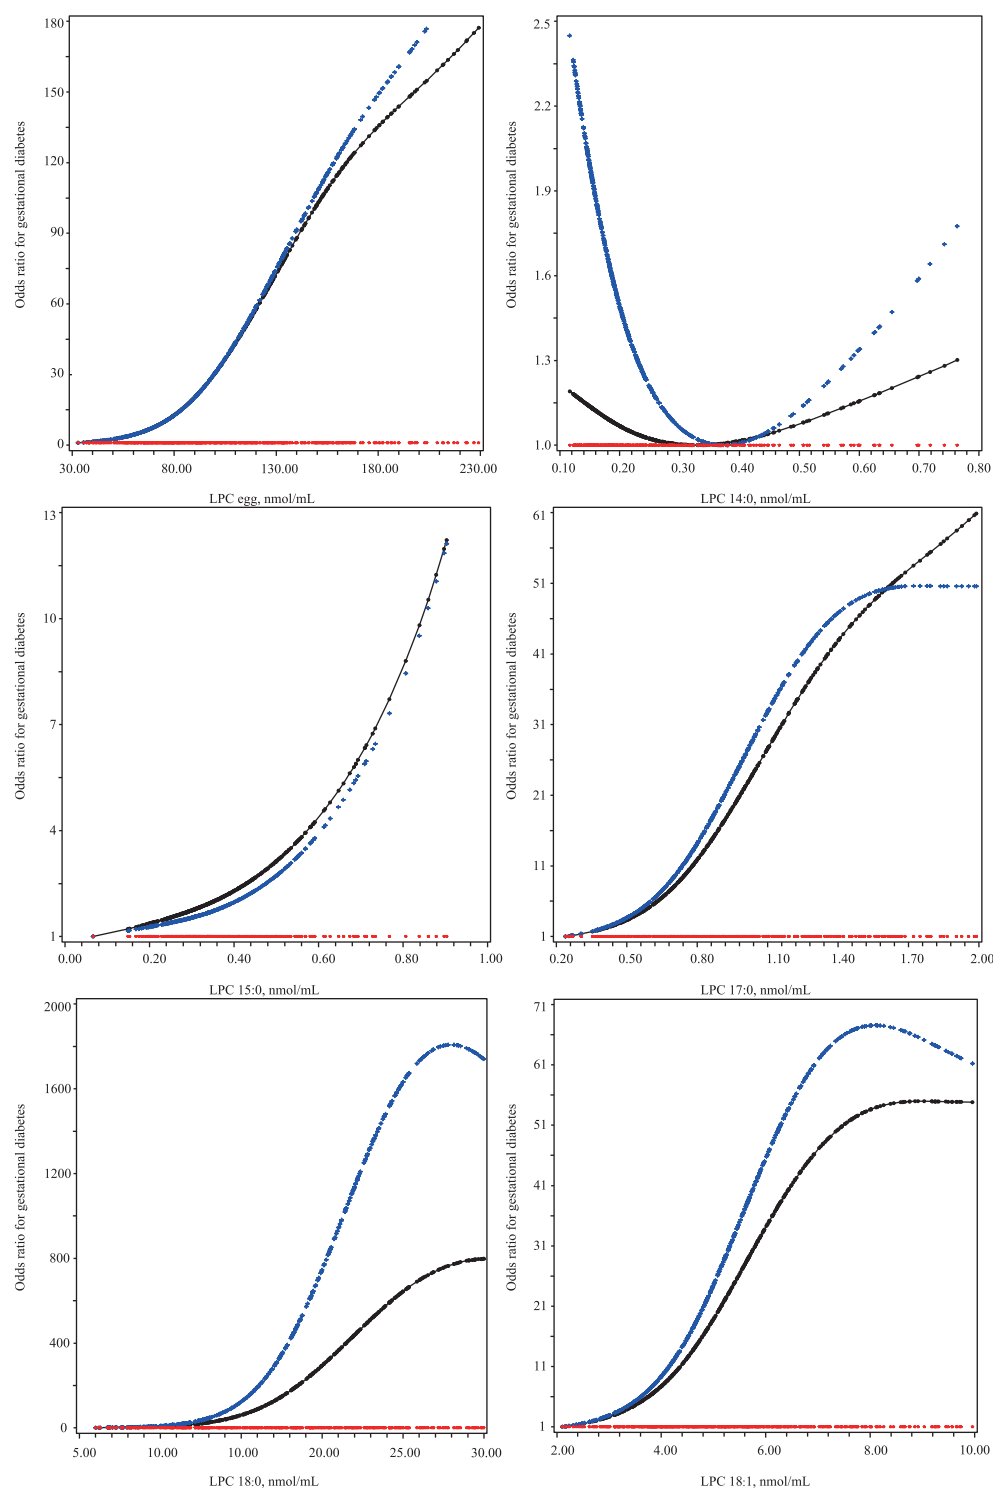 Odds ratio for gestational diabetes
180
150
120
90
60
30
0
30.00 80.00 130.00 180.00 230.00
LPC egg, nmol/mL
Odds ratio for gestational diabetes
2.5
2.2
1.9
1.6
1.3
1.0
0.10 0.20 0.30 0.40 0.50 0.60 0.70 0.80
LPC 14:0, nmol/mL
Odds ratio for gestational diabetes
13
10
7
4
1
0.00 0.20 0.40 0.60 0.80 1.00
LPC 15:0, nmol/mL
Odds ratio for gestational diabetes
61
51
41
31
21
11
1
0.20 0.50 0.80 1.10 1.40 1.70 2.00
LPC 17:0, nmol/mL
Odds ratio for gestational diabetes
2000
1600
1200
800
400
0
5.00 10.00 10.00 20.00 25.00 30.00
LPC 18:0, nmol/mL
Odds ratio for gestational diabetes
71
61
51
41
31
21
11
1
2.00 4.00 6.00 8.00 10.00
LPC 18:1, nmol/mL